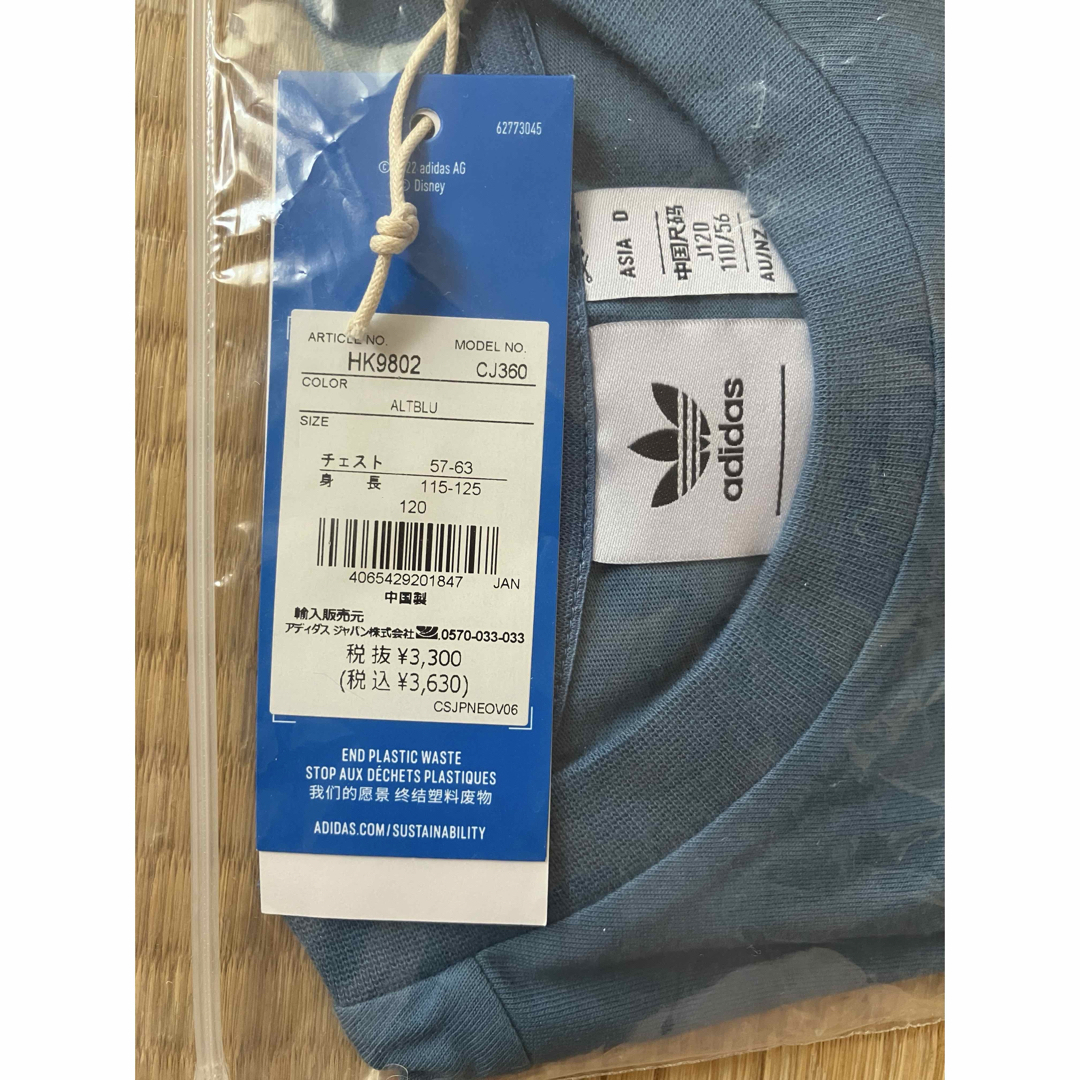 62773045
22 adidas AG
Disney
ARTICLE NO.
MODEL NO.
HK9802
CJ360
COLOR
ALTBLU
SIZE
チェスト 57-63
身 長 115-125
120
4065429201847 JAN
中国製
輸入販売元
アディダス ジャパン株式会社 0570-033-033
税 抜 ¥3,300
(税 込 ¥3,630)
CSJPNEOV06
END PLASTIC WASTE
STOP AUX DÉCHETS PLASTIQUES
我们的愿景 终结塑料废物
ADIDAS.COM/SUSTAINABILITY
ASIA D
中国尺码
J120
110/56
AU/NZ
adidas